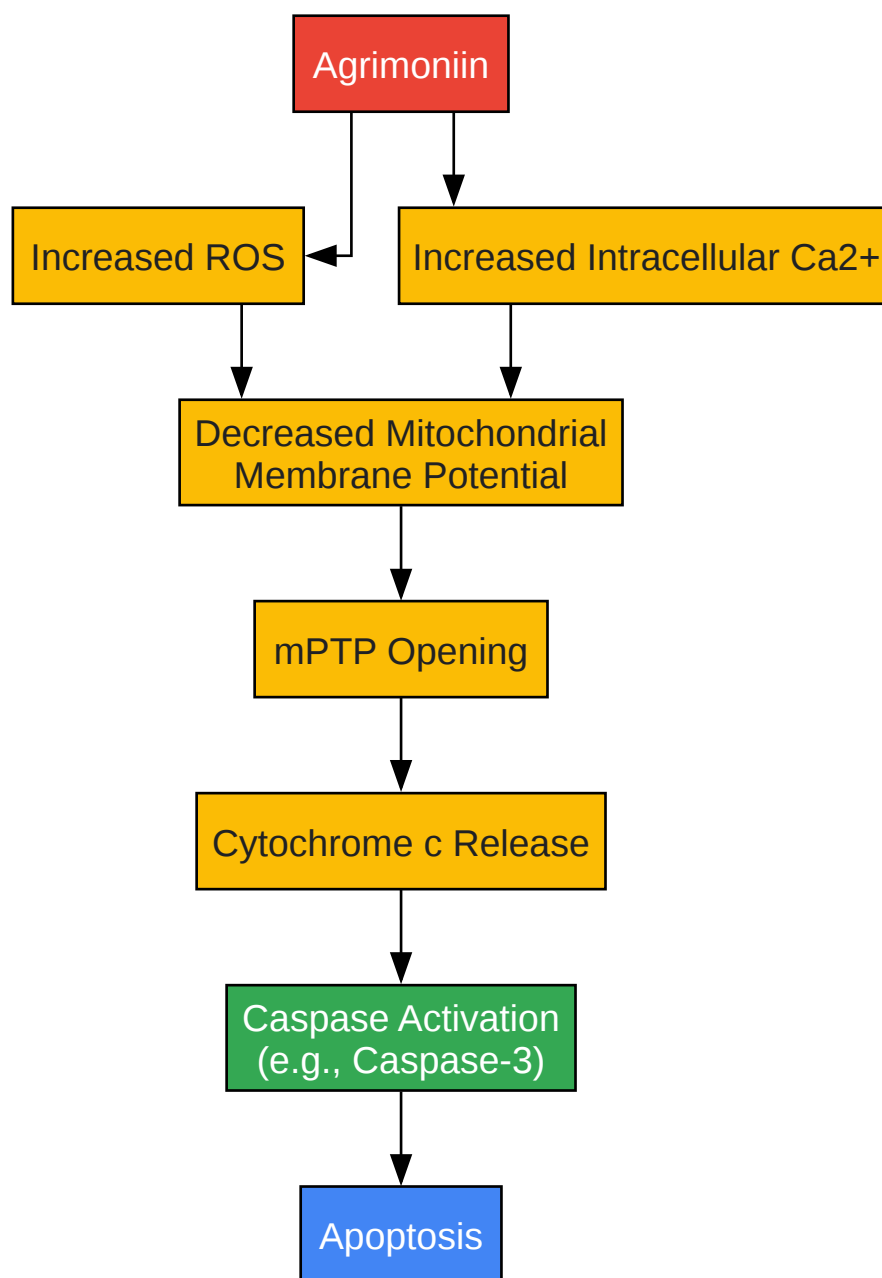 Agrimoniin
Increased ROS
Increased Intracellular Ca2+
Decreased Mitochondrial
Membrane Potential
mPTP Opening
Cytochrome c Release
Caspase Activation
(e.g., Caspase-3)
Apoptosis